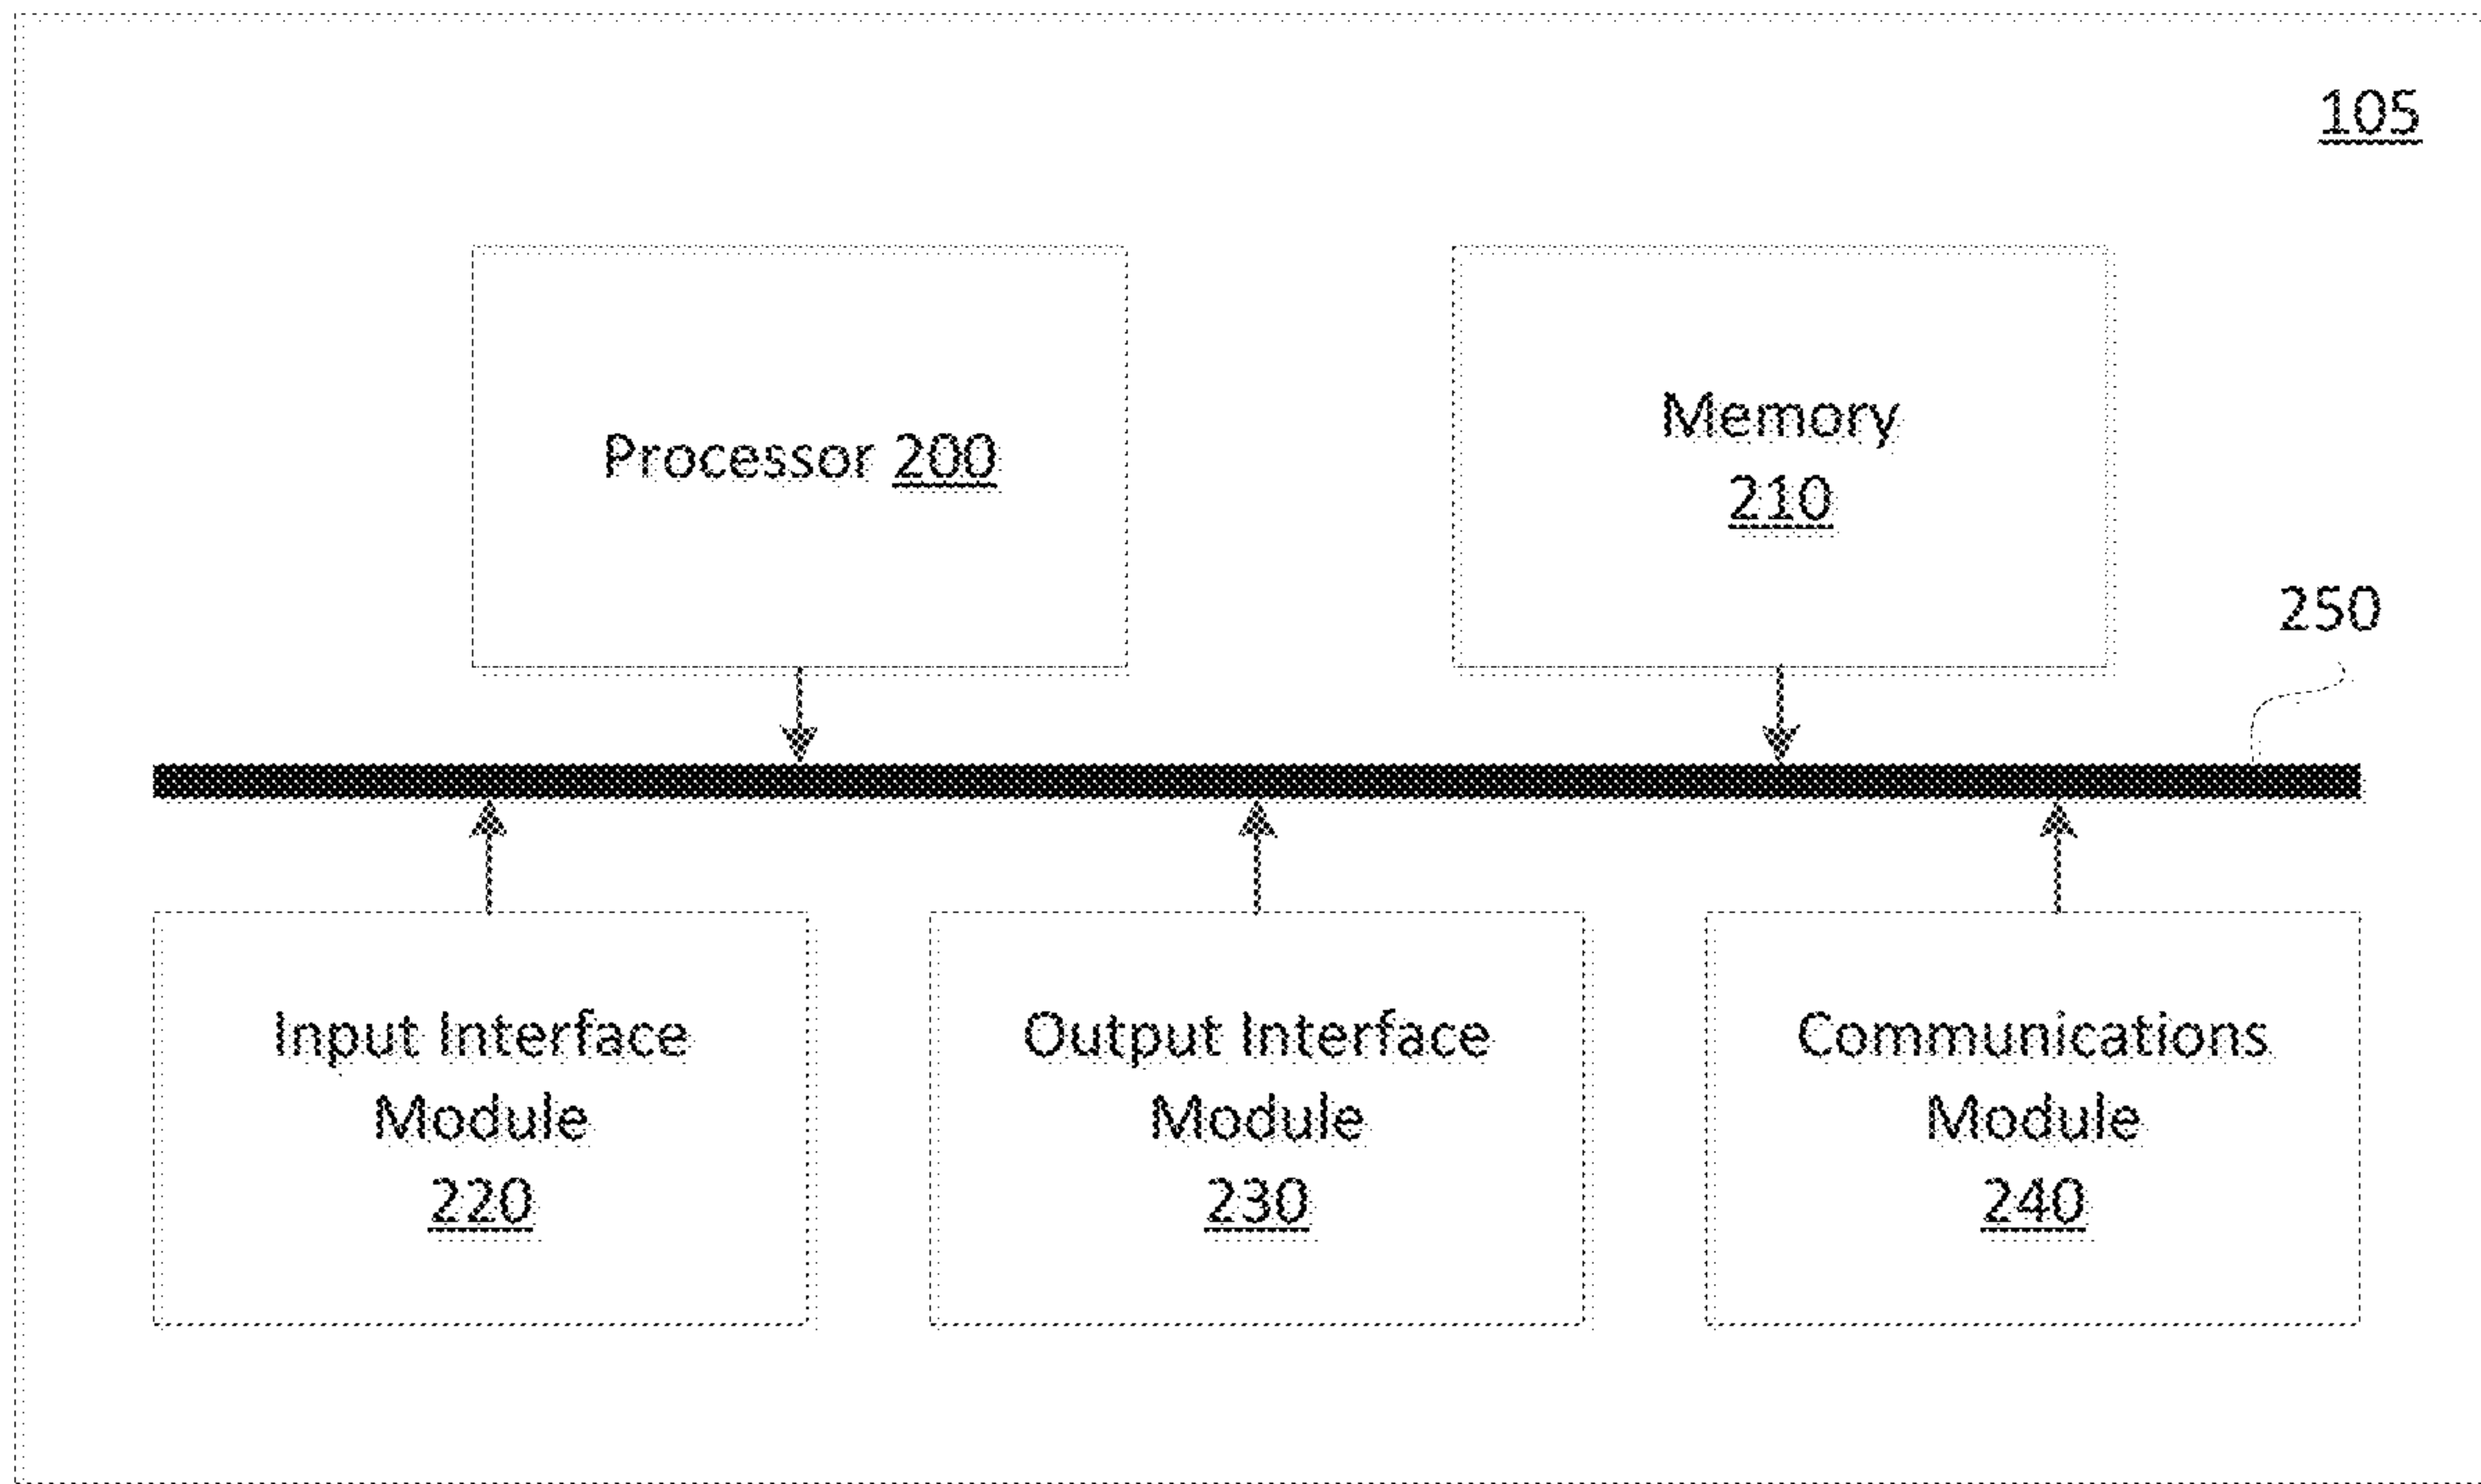 105
Processor 200
Memory
210
250
Input Interface
Module
220
Output Interface
Module
230
Communications
Module
240